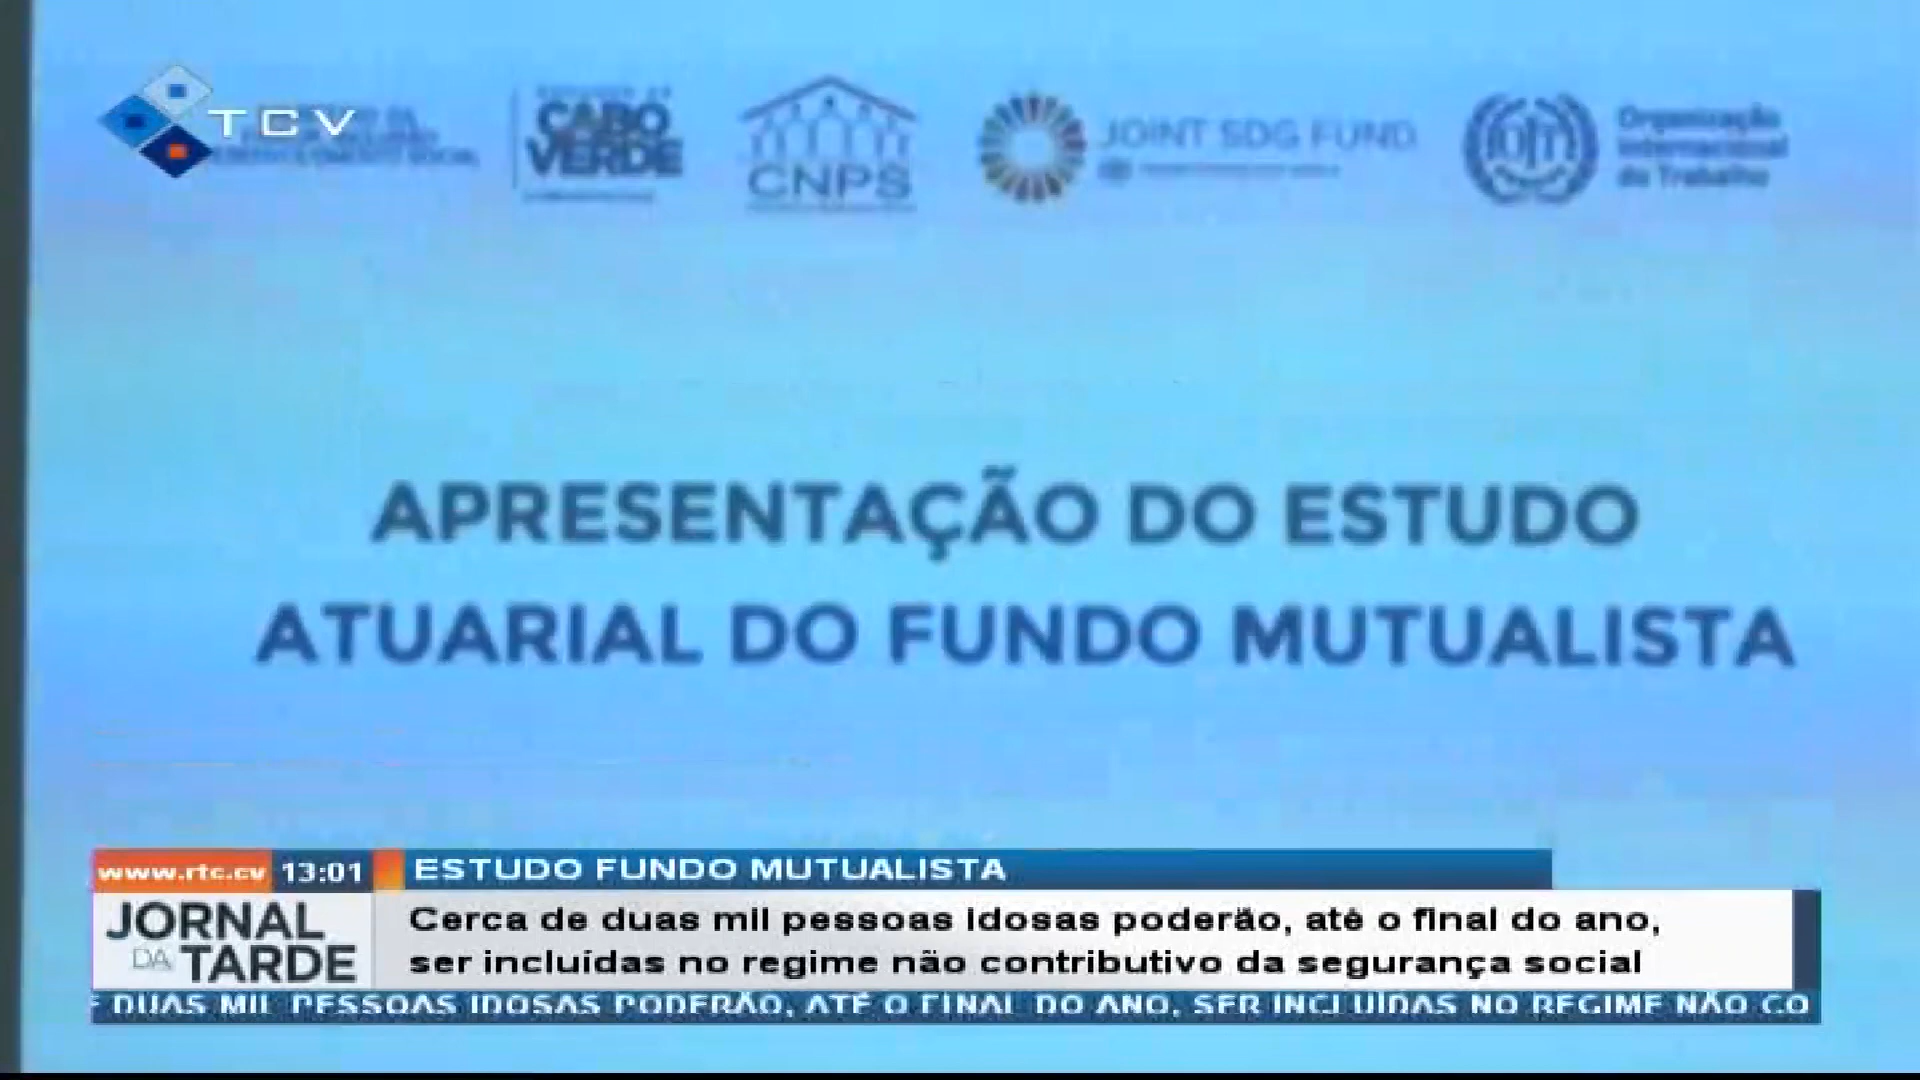 TCV
CABO
VERDE
CNPS
JOINT SDG FUND
Organização
Internacional
do Trabalho
APRESENTAÇÃO DO ESTUDO
ATUARIAL DO FUNDO MUTUALISTA
www.rtc.cv 13:01 ESTUDO FUNDO MUTUALISTA
JORNAL
DA TARDE
Cerca de duas mil pessoas idosas poderão, até o final do ano,
ser incluídas no regime não contributivo da segurança social
DUAS MIL PESSOAS IDOSAS PODERÃO, ATÉ O FINAL DO ANO, SER INCLUÍDAS NO REGIME NÃO CO